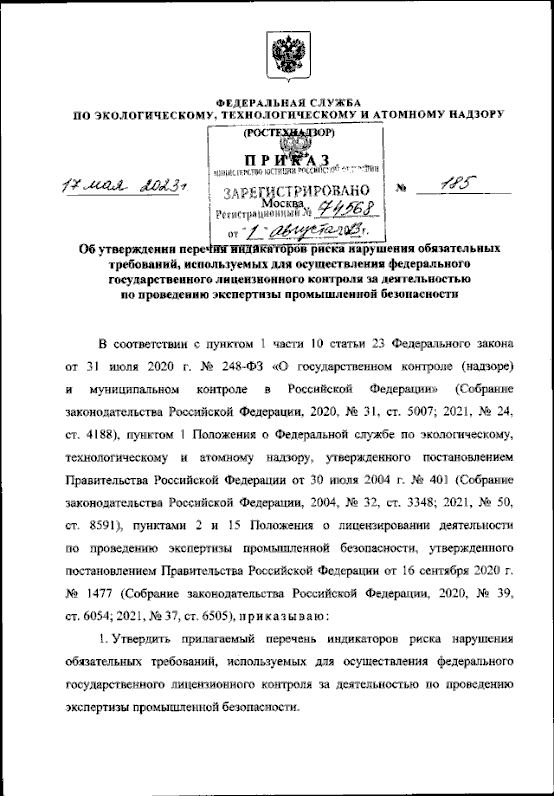 ФЕДЕРАЛЬНАЯ СЛУЖБА
ПО ЭКОЛОГИЧЕСКОМУ, ТЕХНОЛОГИЧЕСКОМУ И АТОМНОМУ НАДЗОРУ
(РОСТЕХНАДЗОР)
ПРИКАЗ
МИНИСТЕРСТВО ЮСТИЦИИ РОССИЙСКОЙ ФЕДЕРАЦИИ
17 мая 2023г
ЗАРЕГИСТРИРОВАНО
№ 185
Москва
Регистрационный № 74568
от "1" августа 2023г.
Об утверждении перечня индикаторов риска нарушения обязательных
требований, используемых для осуществления федерального
государственного лицензионного контроля за деятельностью
по проведению экспертизы промышленной безопасности
В соответствии с пунктом 1 части 10 статьи 23 Федерального закона
от 31 июля 2020 г. № 248-ФЗ «О государственном контроле (надзоре)
и муниципальном контроле в Российской Федерации» (Собрание
законодательства Российской Федерации, 2020, № 31, ст. 5007; 2021, № 24,
ст. 4188), пунктом 1 Положения о Федеральной службе по экологическому,
технологическому и атомному надзору, утвержденного постановлением
Правительства Российской Федерации от 30 июля 2004 г. № 401 (Собрание
законодательства Российской Федерации, 2004, № 32, ст. 3348; 2021, № 50,
ст. 8591), пунктами 2 и 15 Положения о лицензировании деятельности
по проведению экспертизы промышленной безопасности, утвержденного
постановлением Правительства Российской Федерации от 16 сентября 2020 г.
№ 1477 (Собрание законодательства Российской Федерации, 2020, № 39,
ст. 6054; 2021, № 37, ст. 6505), приказываю:
1. Утвердить прилагаемый перечень индикаторов риска нарушения
обязательных требований, используемых для осуществления федерального
государственного лицензионного контроля за деятельностью по проведению
экспертизы промышленной безопасности.